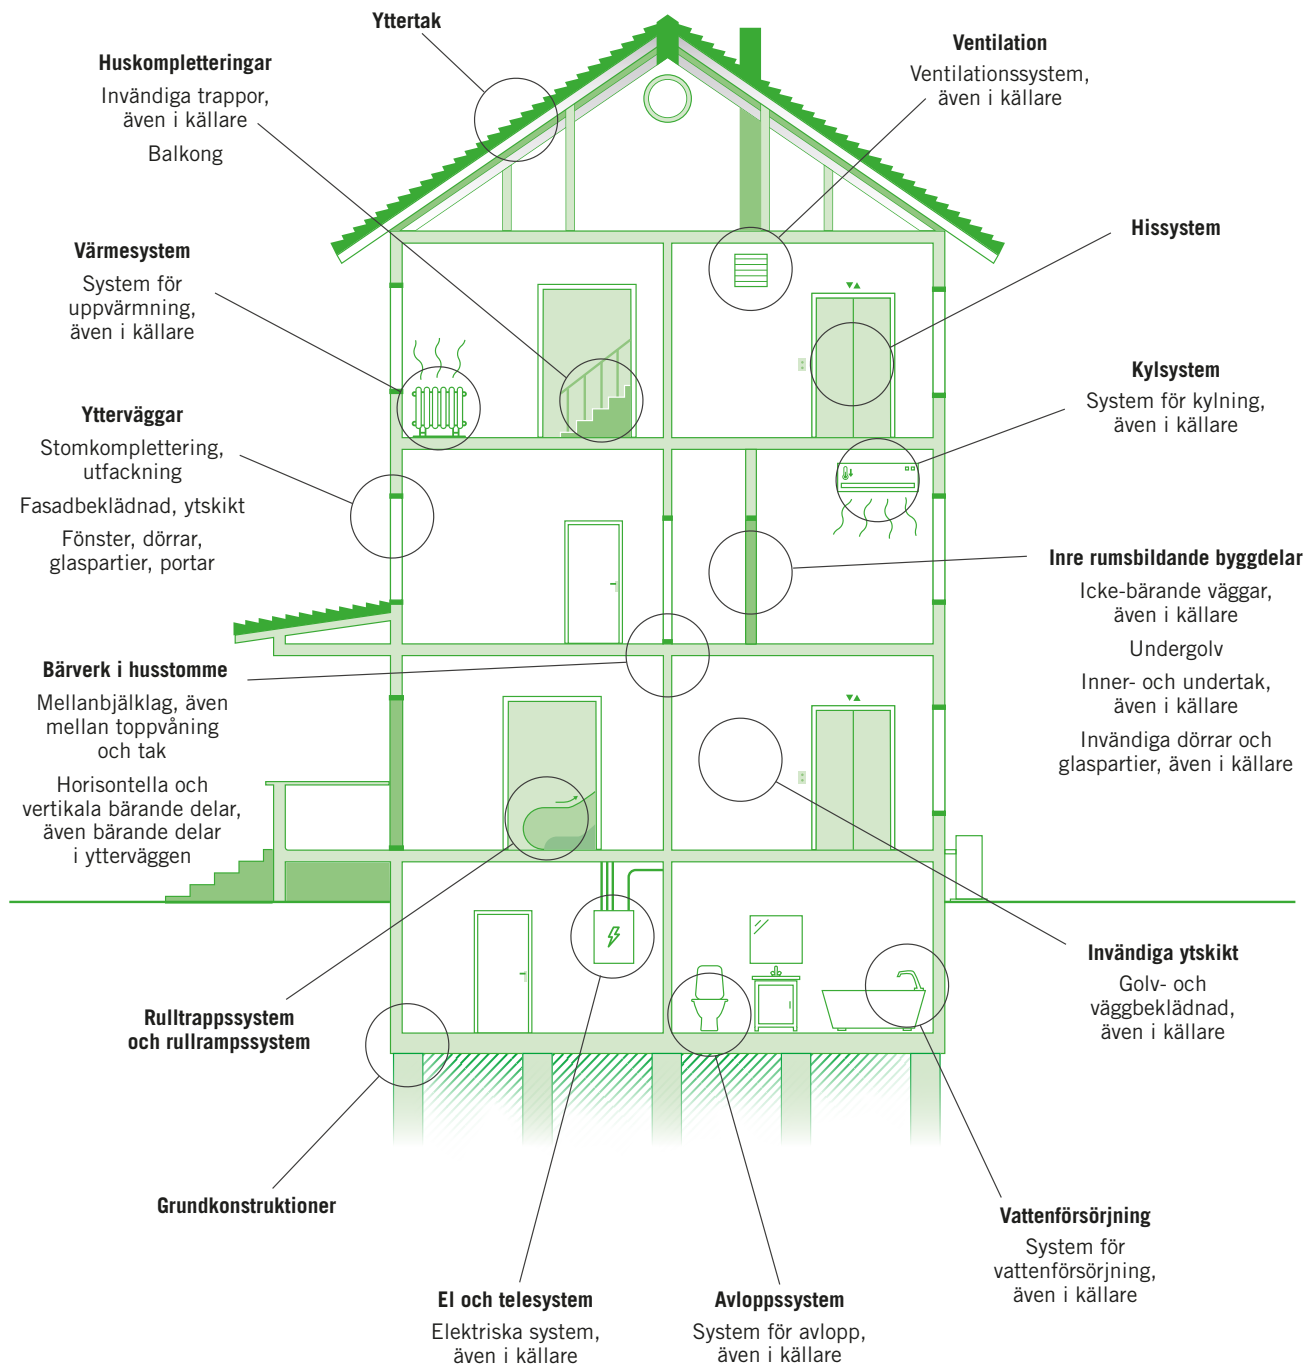 Yttertak
Huskompletteringar
Invändiga trappor,
även i källare
Balkong
Ventilation
Ventilationssystem,
även i källare
Värmesystem
System för
uppvärmning,
även i källare
Hissystem
Kylsystem
System för kylning,
även i källare
Ytterväggar
Stomkomplettering,
utfackning
Fasadbeklädnad, ytskikt
Fönster, dörrar,
glaspartier, portar
Inre rumsbildande byggdelar
Icke-bärande väggar,
även i källare
Undergolv
Inner- och undertak,
även i källare
Invändiga dörrar och
glaspartier, även i källare
Bärverk i husstomme
Mellanbjälklag, även
mellan toppvåning
och tak
Horisontella och
vertikala bärande delar,
även bärande delar
i ytterväggen
Invändiga ytskikt
Golv- och
väggbeklädnad,
även i källare
Rulltrappssystem
och rullrampssystem
Grundkonstruktioner
Vattenförsörjning
System för
vattenförsörjning,
även i källare
El och telesystem
Elektriska system,
även i källare
Avloppssystem
System för avlopp,
även i källare